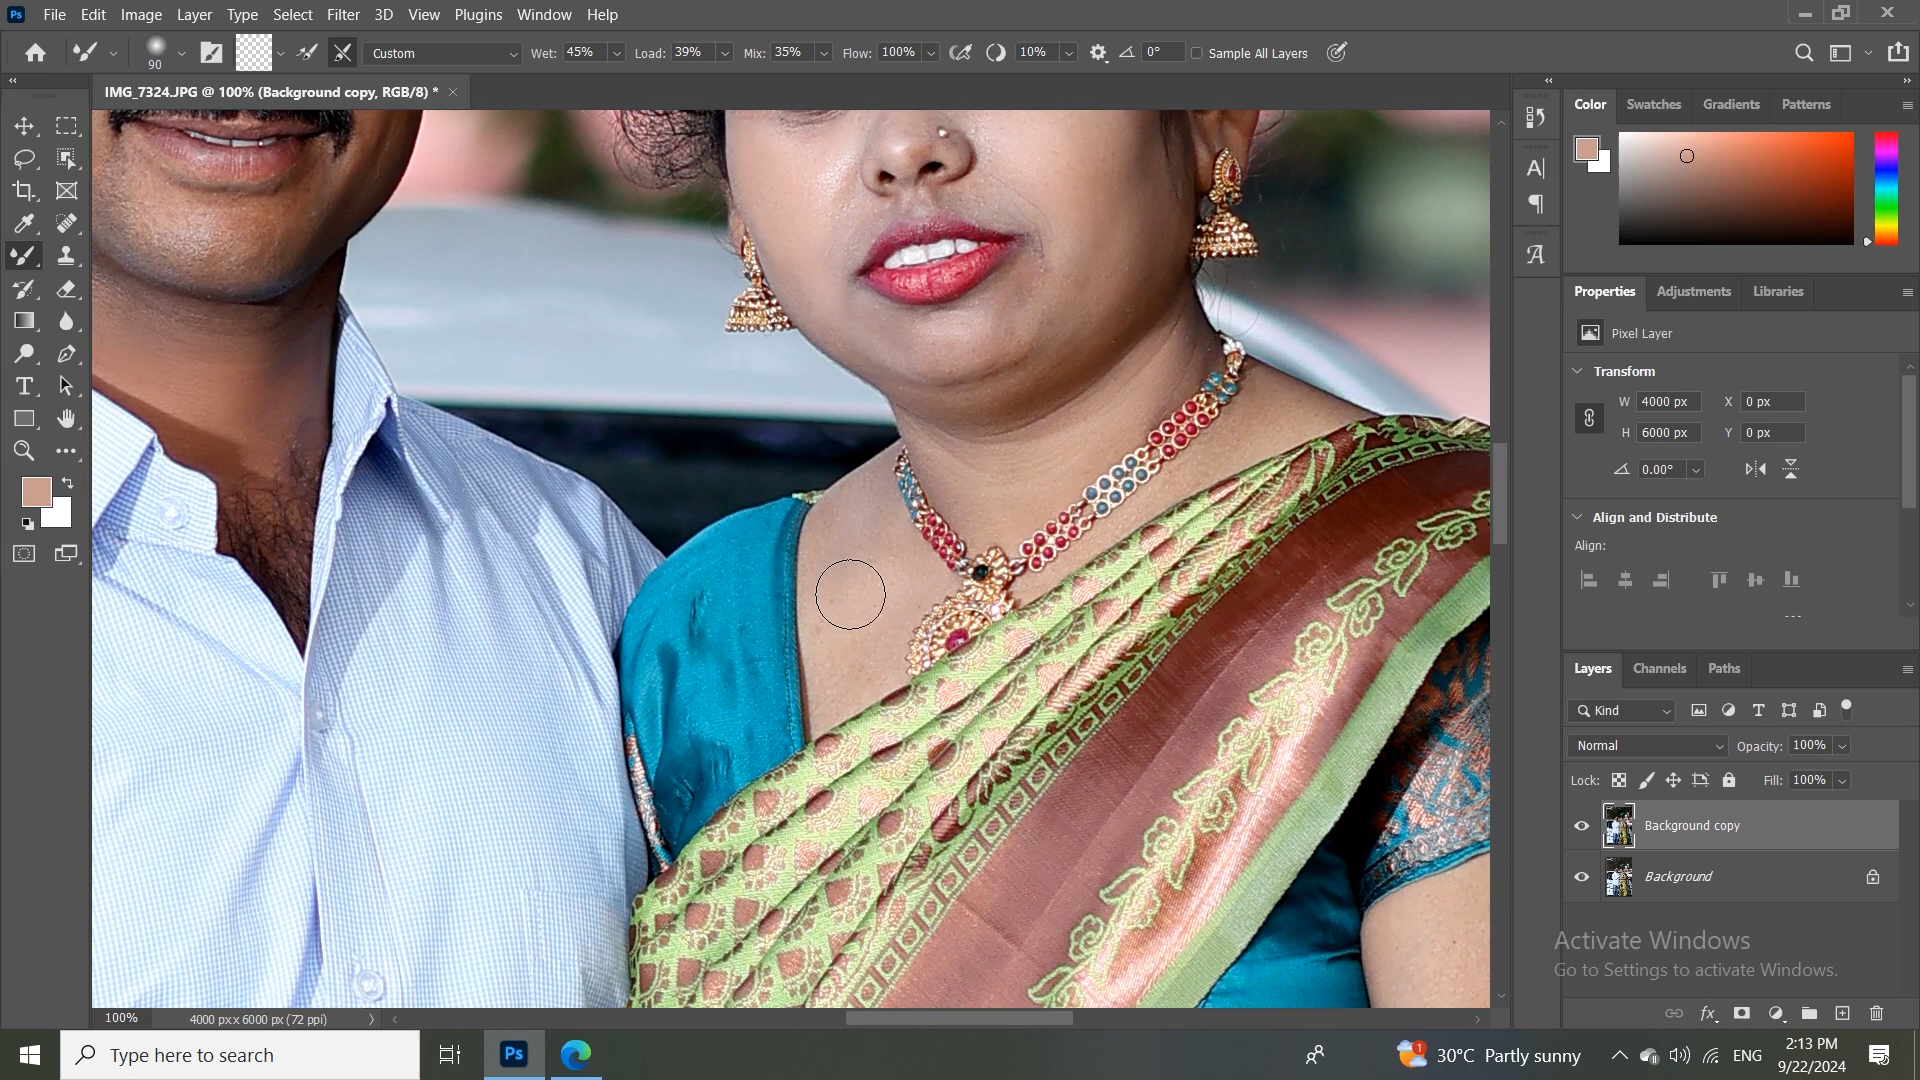 Ps File Edit Image Layer Type Select Filter 3D View Plugins Window Help
90 Custom Wet: 45% Load: 39% Mix: 35% Flow: 100% 10% 0° Sample All Layers
IMG_7324.JPG @ 100% (Background copy, RGB/8) *
Color Swatches Gradients Patterns
Properties Adjustments Libraries
Pixel Layer
Transform
W 4000 px X 0 px
H 6000 px Y 0 px
0.00°
Align and Distribute
Align:
Layers Channels Paths
Kind
Normal Opacity: 100%
Lock: Fill: 100%
Background copy
Background
Activate Windows
Go to Settings to activate Windows.
100% 4000 px x 6000 px (72 ppi)
Type here to search
Ps
1
30°C Partly sunny
ENG
2:13 PM
9/22/2024